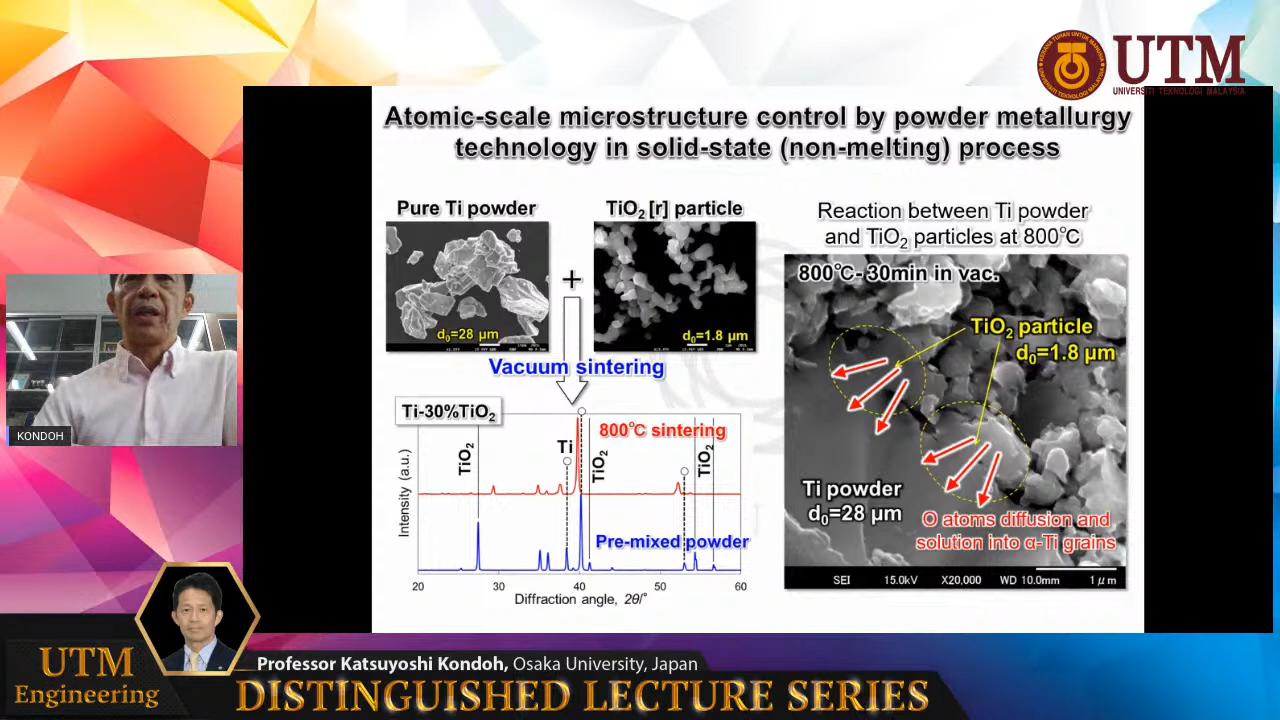 UTM
UNIVERSITI TEKNOLOGI MALAYSIA
Atomic-scale microstructure control by powder metallurgy
technology in solid-state (non-melting) process
Pure Ti powder
TiO₂ [r] particle
d₀=28 μm
+
d₀=1.8 μm
Vacuum sintering
Ti-30%TiO₂
800℃ sintering
TiO₂
Ti
TiO₂
TiO₂
Pre-mixed powder
Intensity (a.u.)
20 30 40 50 60
Diffraction angle, 2θ/°
Reaction between Ti powder
and TiO₂ particles at 800℃
800℃- 30min in vac.
TiO₂ particle
d₀=1.8 μm
Ti powder
d₀=28 μm
O atoms diffusion and
solution into α-Ti grains
SEI 15.0kV X20,000 WD 10.0mm 1μm
KONDOH
UTM
Engineering
Professor Katsuyoshi Kondoh, Osaka University, Japan
DISTINGUISHED LECTURE SERIES